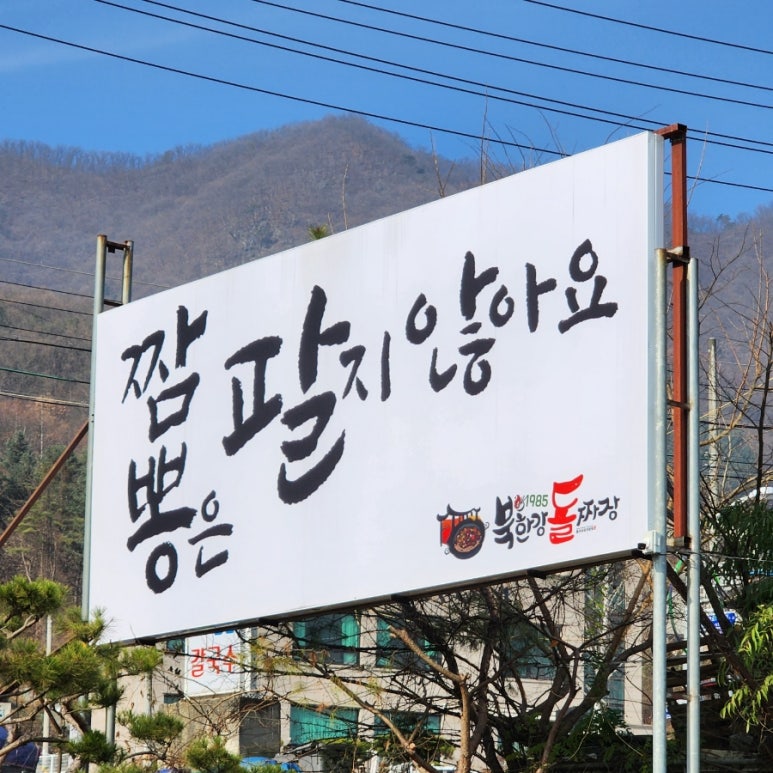 짬뽕은 팔지 않아요
1985
북한강 돌짜장
칼국수